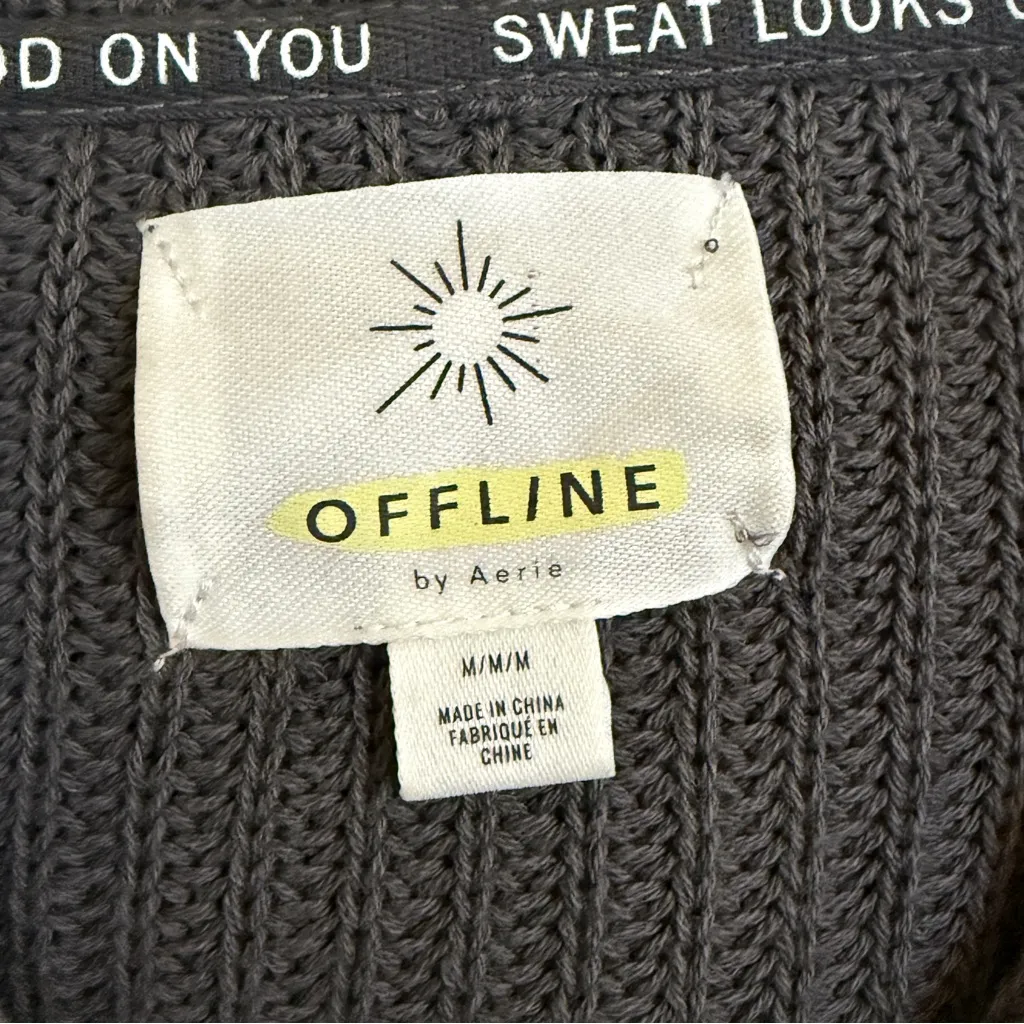 ON YOU SWEAT LOOKS
OFFLINE
by Aerie
M/M/M
MADE IN CHINA
FABRIQUÉ EN
CHINE